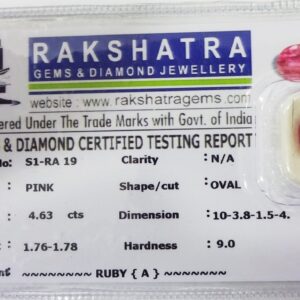 RAKSHATRA
GEMS & DIAMOND JEWELLERY
website : www.rakshatragems.com
ered Under The Trade Marks with Govt. of India
& DIAMOND CERTIFIED TESTING REPORT
No: S1-RA 19 Clarity : N/A
PINK Shape/cut : OVAL
4.63 cts Dimension : 10-3.8-1.5-4.
1.76-1.78 Hardness : 9.0
~~~~~~~~ RUBY { A } ~~~~~~~~